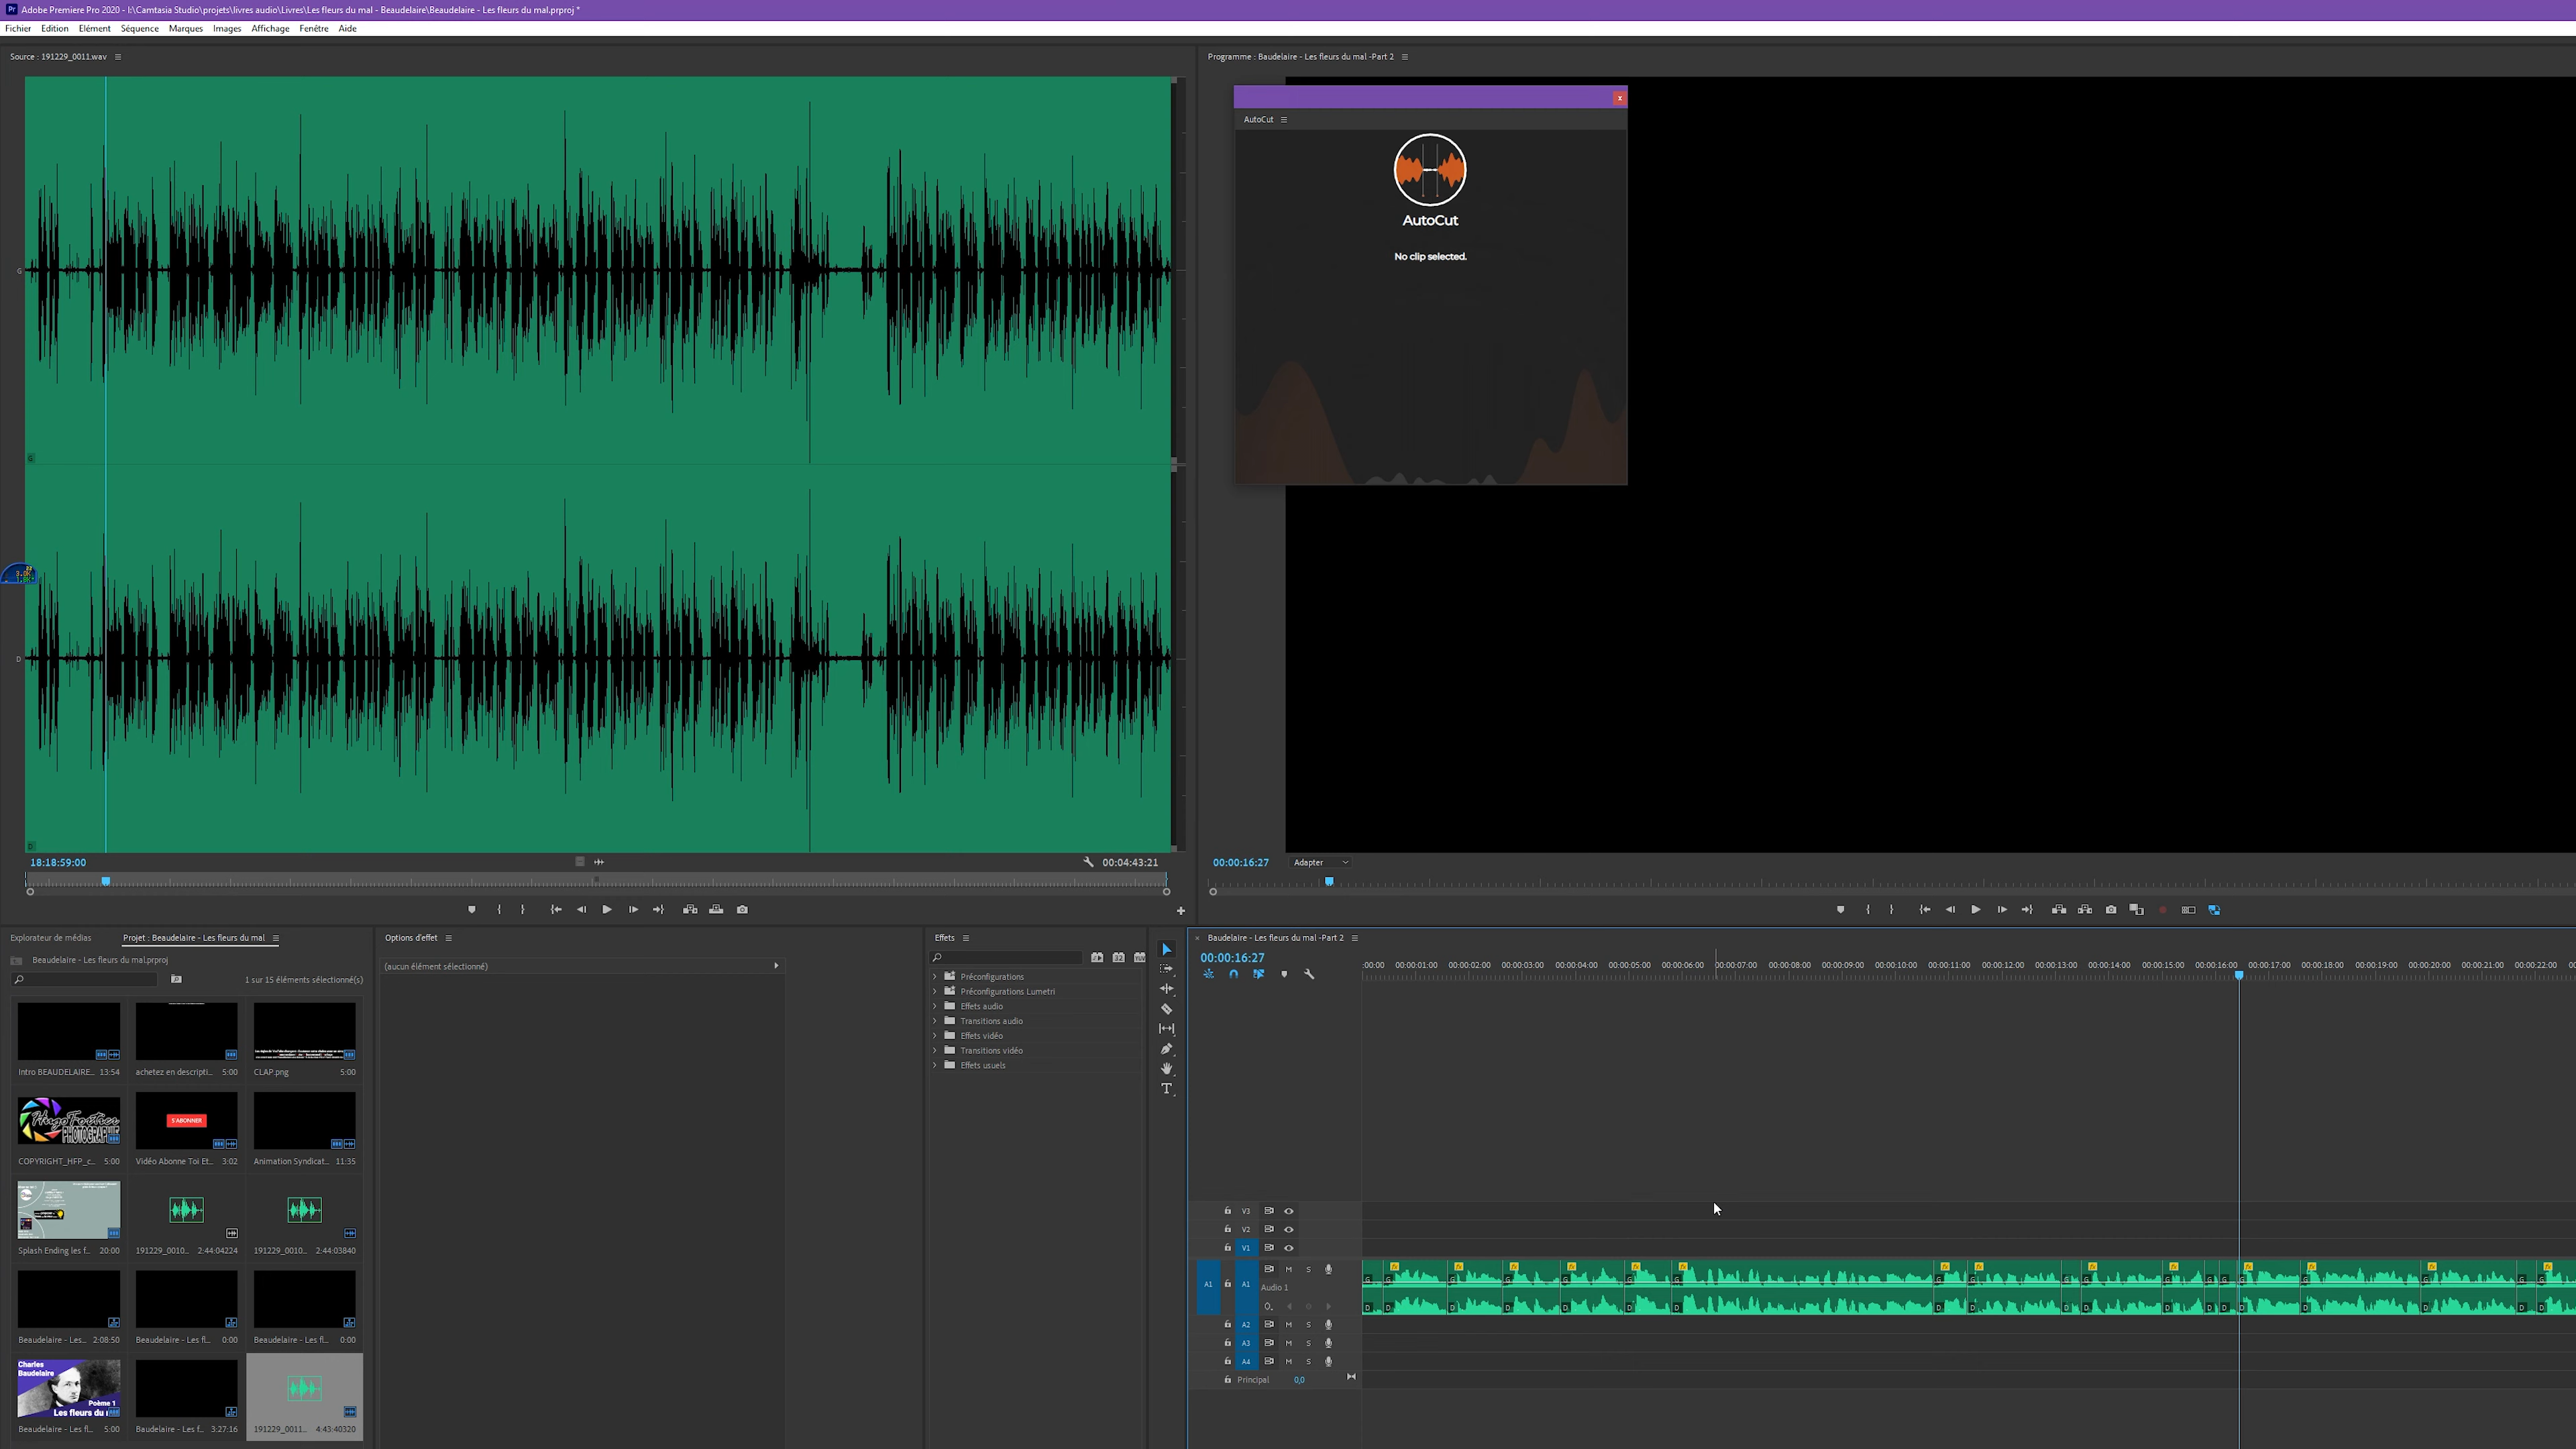 Adobe Premiere Pro 2020 - I:\Camtasia Studio\projets\livres audio\Livres\Les fleurs du mal - Beaudelaire\Beaudelaire - Les fleurs du mal.prproj *
Fichier Edition Elément Séquence Marques Images Affichage Fenêtre Aide
Source : 191229_0011.wav
Programme : Baudelaire - Les fleurs du mal -Part 2
AutoCut
AutoCut
No clip selected.
G
G
D
D
18:18:59:00
00:04:43:21
00:00:16:27
Adapter
Explorateur de médias
Projet : Beaudelaire - Les fleurs du mal
Beaudelaire - Les fleurs du mal.prproj
1 sur 15 éléments sélectionné(s)
Intro BEAUDELAIRE... 13:54
achetez en descripti... 5:00
CLAP.png 5:00
HugoFortier
PHOTOGRAPHIE
S'ABONNER
COPYRIGHT_HFP_c... 5:00
Vidéo Abonne Toi Et... 3:02
Animation Syndicat... 11:35
Splash Ending les f... 20:00
191229_0010... 2:44:04224
191229_0010... 2:44:03840
Beaudelaire - Les... 2:08:50
Beaudelaire - Les fl... 0:00
Beaudelaire - Les fl... 0:00
Charles
Baudelaire
Poème 1
Les fleurs du
Beaudelaire - Les fl... 5:00
Baudelaire - Les f... 3:27:16
191229_0011... 4:43:40320
Options d'effet
(aucun élément sélectionné)
Effets
Préconfigurations
Préconfigurations Lumetri
Effets audio
Transitions audio
Effets vidéo
Transitions vidéo
Effets usuels
Baudelaire - Les fleurs du mal -Part 2
00:00:16:27
:00:00 00:00:01:00 00:00:02:00 00:00:03:00 00:00:04:00 00:00:05:00 00:00:06:00 00:00:07:00 00:00:08:00 00:00:09:00 00:00:10:00 00:00:11:00 00:00:12:00 00:00:13:00 00:00:14:00 00:00:15:00 00:00:16:00 00:00:17:00 00:00:18:00 00:00:19:00 00:00:20:00 00:00:21:00 00:00:22:00
V3
V2
V1
A1 A1 M S
Audio 1
A2 M S
A3 M S
A4 M S
Principal 0,0